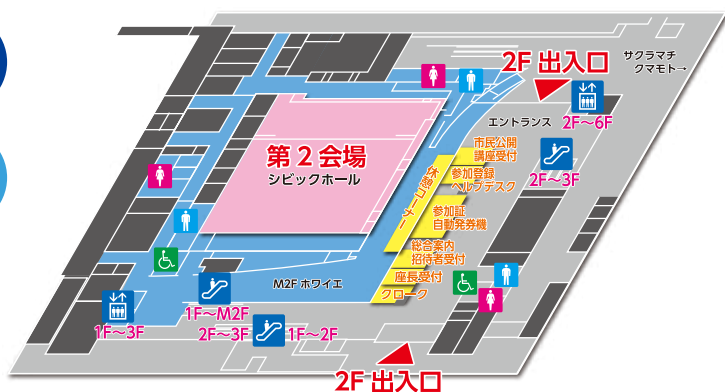 2F 出入口
サクラマチ
クマモト→
エントランス
2F〜6F
市民公開
講座受付
第2会場
シビックホール
休憩コーナー
参加登録
ヘルプデスク
2F〜3F
参加証
自動発券機
総合案内
招待者受付
M2F ホワイエ
座長受付
クローク
1F〜M2F
1F〜3F
2F〜3F
1F〜2F
2F 出入口